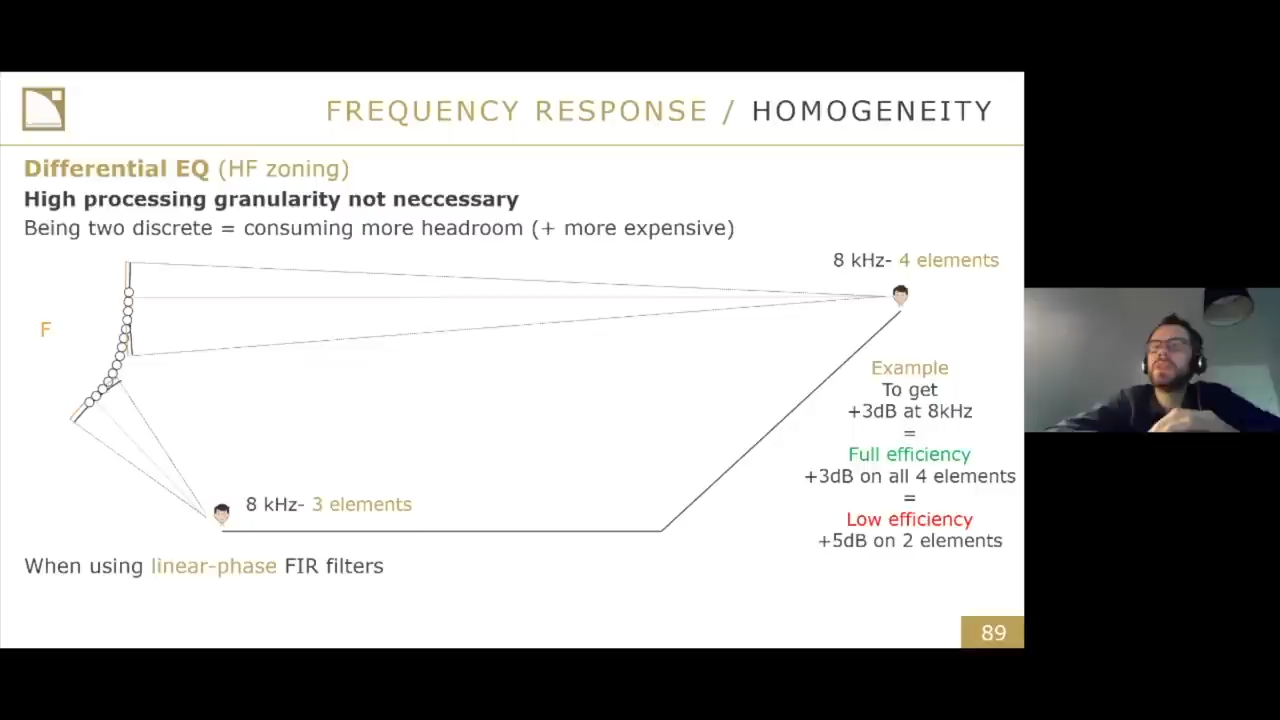 FREQUENCY RESPONSE / HOMOGENEITY
Differential EQ (HF zoning)
High processing granularity not neccessary
Being two discrete = consuming more headroom (+ more expensive)
8 kHz- 4 elements
F
Example
To get
+3dB at 8kHz
=
Full efficiency
+3dB on all 4 elements
=
Low efficiency
+5dB on 2 elements
8 kHz- 3 elements
When using linear-phase FIR filters
89